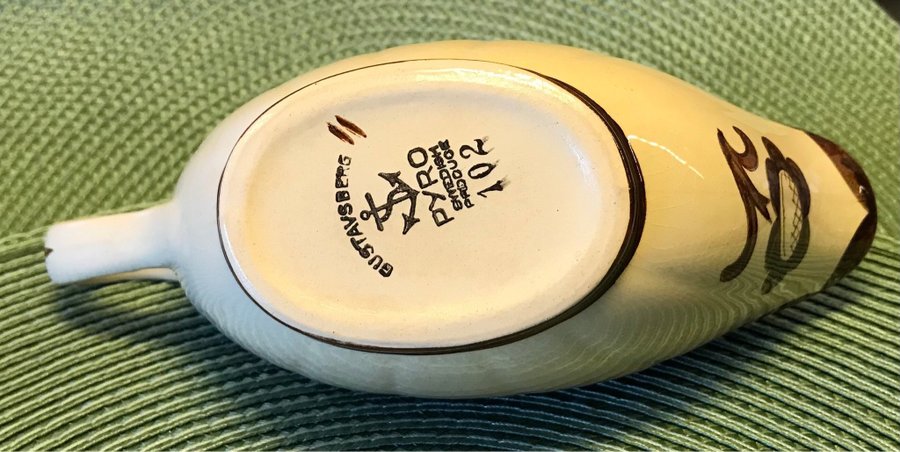 GUSTAVSBERG
PYRO
SWEDISH
PRODUCE
102